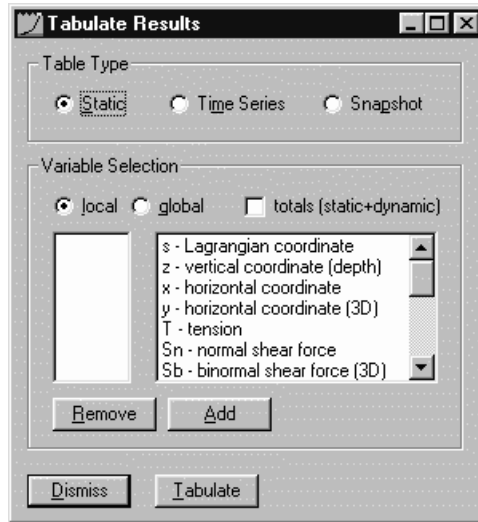 Tabulate Results
Table Type
Static Time Series Snapshot
Variable Selection
local global totals (static+dynamic)
s - Lagrangian coordinate
z - vertical coordinate (depth)
x - horizontal coordinate
y - horizontal coordinate (3D)
T - tension
Sn - normal shear force
Sb - binormal shear force (3D)
Remove Add
Dismiss Tabulate